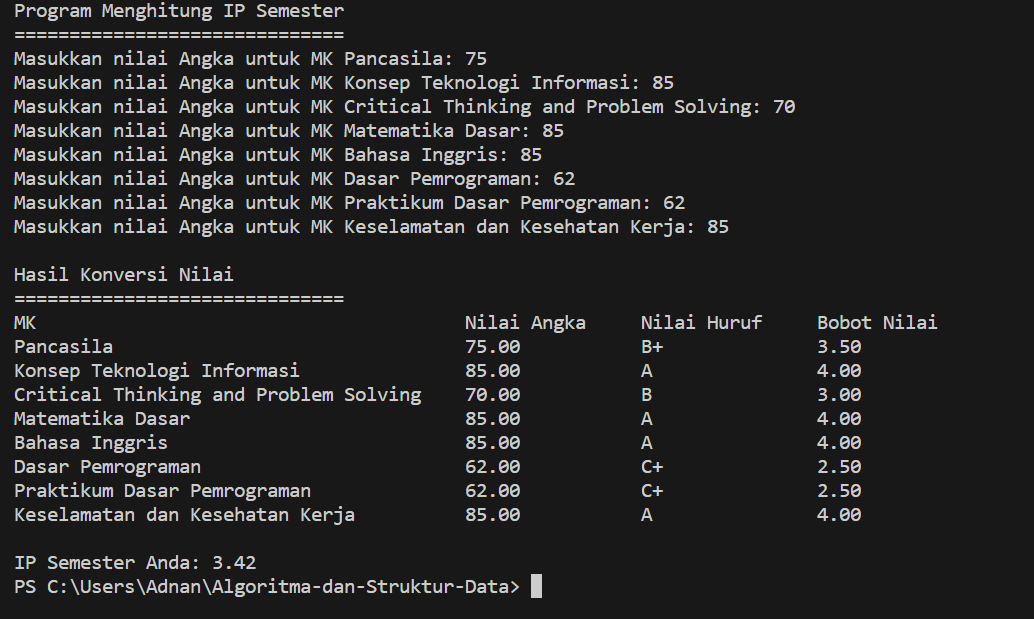 Program Menghitung IP Semester
==============================
Masukkan nilai Angka untuk MK Pancasila: 75
Masukkan nilai Angka untuk MK Konsep Teknologi Informasi: 85
Masukkan nilai Angka untuk MK Critical Thinking and Problem Solving: 70
Masukkan nilai Angka untuk MK Matematika Dasar: 85
Masukkan nilai Angka untuk MK Bahasa Inggris: 85
Masukkan nilai Angka untuk MK Dasar Pemrograman: 62
Masukkan nilai Angka untuk MK Praktikum Dasar Pemrograman: 62
Masukkan nilai Angka untuk MK Keselamatan dan Kesehatan Kerja: 85

Hasil Konversi Nilai
==============================
MK                                       Nilai Angka     Nilai Huruf     Bobot Nilai
Pancasila                                75.00           B+              3.50
Konsep Teknologi Informasi               85.00           A               4.00
Critical Thinking and Problem Solving    70.00           B               3.00
Matematika Dasar                         85.00           A               4.00
Bahasa Inggris                           85.00           A               4.00
Dasar Pemrograman                        62.00           C+              2.50
Praktikum Dasar Pemrograman              62.00           C+              2.50
Keselamatan dan Kesehatan Kerja          85.00           A               4.00

IP Semester Anda: 3.42
PS C:\Users\Adnan\Algoritma-dan-Struktur-Data>